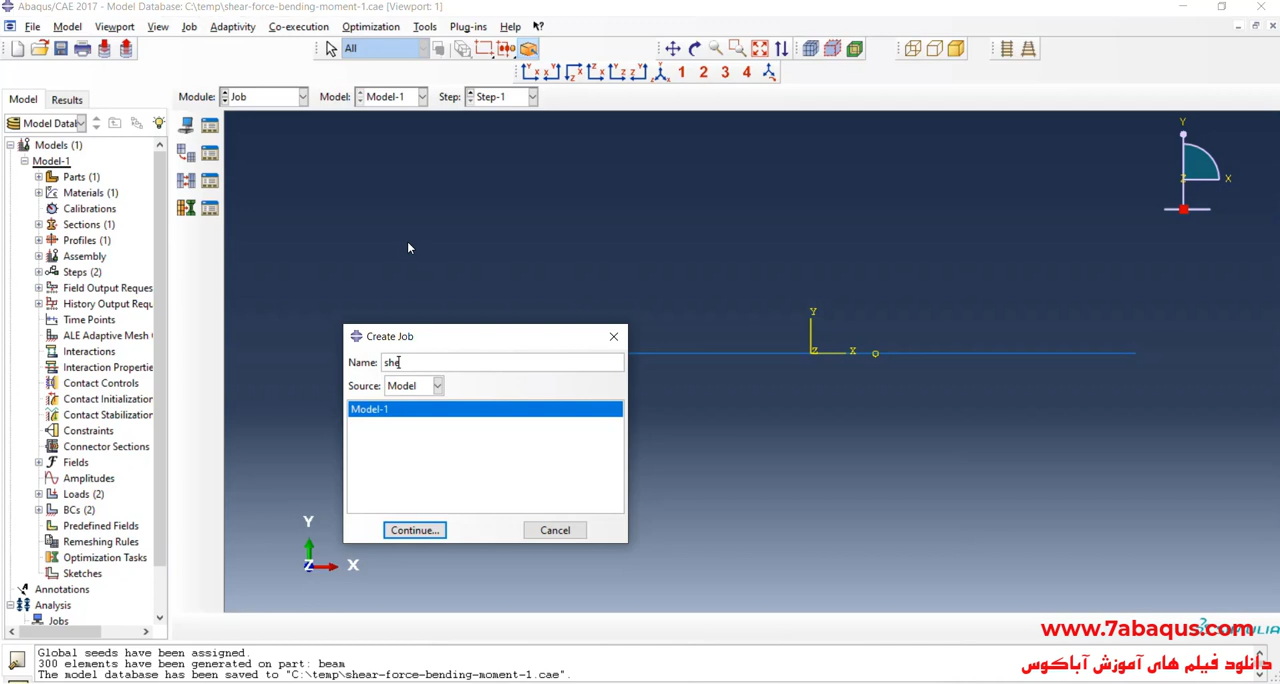 Abaqus/CAE 2017 - Model Database: C:\temp\shear-force-bending-moment-1.cae [Viewport: 1]
File Model Viewport View Job Adaptivity Co-execution Optimization Tools Plug-ins Help
All
1 2 3 4
Model Results
Module: Job Model: Model-1 Step: Step-1
Model Datal
Models (1)
Model-1
Parts (1)
Materials (1)
Calibrations
Sections (1)
Profiles (1)
Assembly
Steps (2)
Field Output Reques
History Output Requ
Time Points
ALE Adaptive Mesh
Interactions
Interaction Propertie
Contact Controls
Contact Initialization
Contact Stabilization
Constraints
Connector Sections
Fields
Amplitudes
Loads (2)
BCs (2)
Predefined Fields
Remeshing Rules
Optimization Tasks
Sketches
Annotations
Analysis
Jobs
Y
X
Z
Y
Z X
Create Job
Name: she
Source: Model
Model-1
Continue...
Cancel
Y
Z X
www.7abaqus.com
دانلود فیلم های آموزش آباکوس
Global seeds have been assigned.
300 elements have been generated on part: beam
The model database has been saved to "C:\temp\shear-force-bending-moment-1.cae".